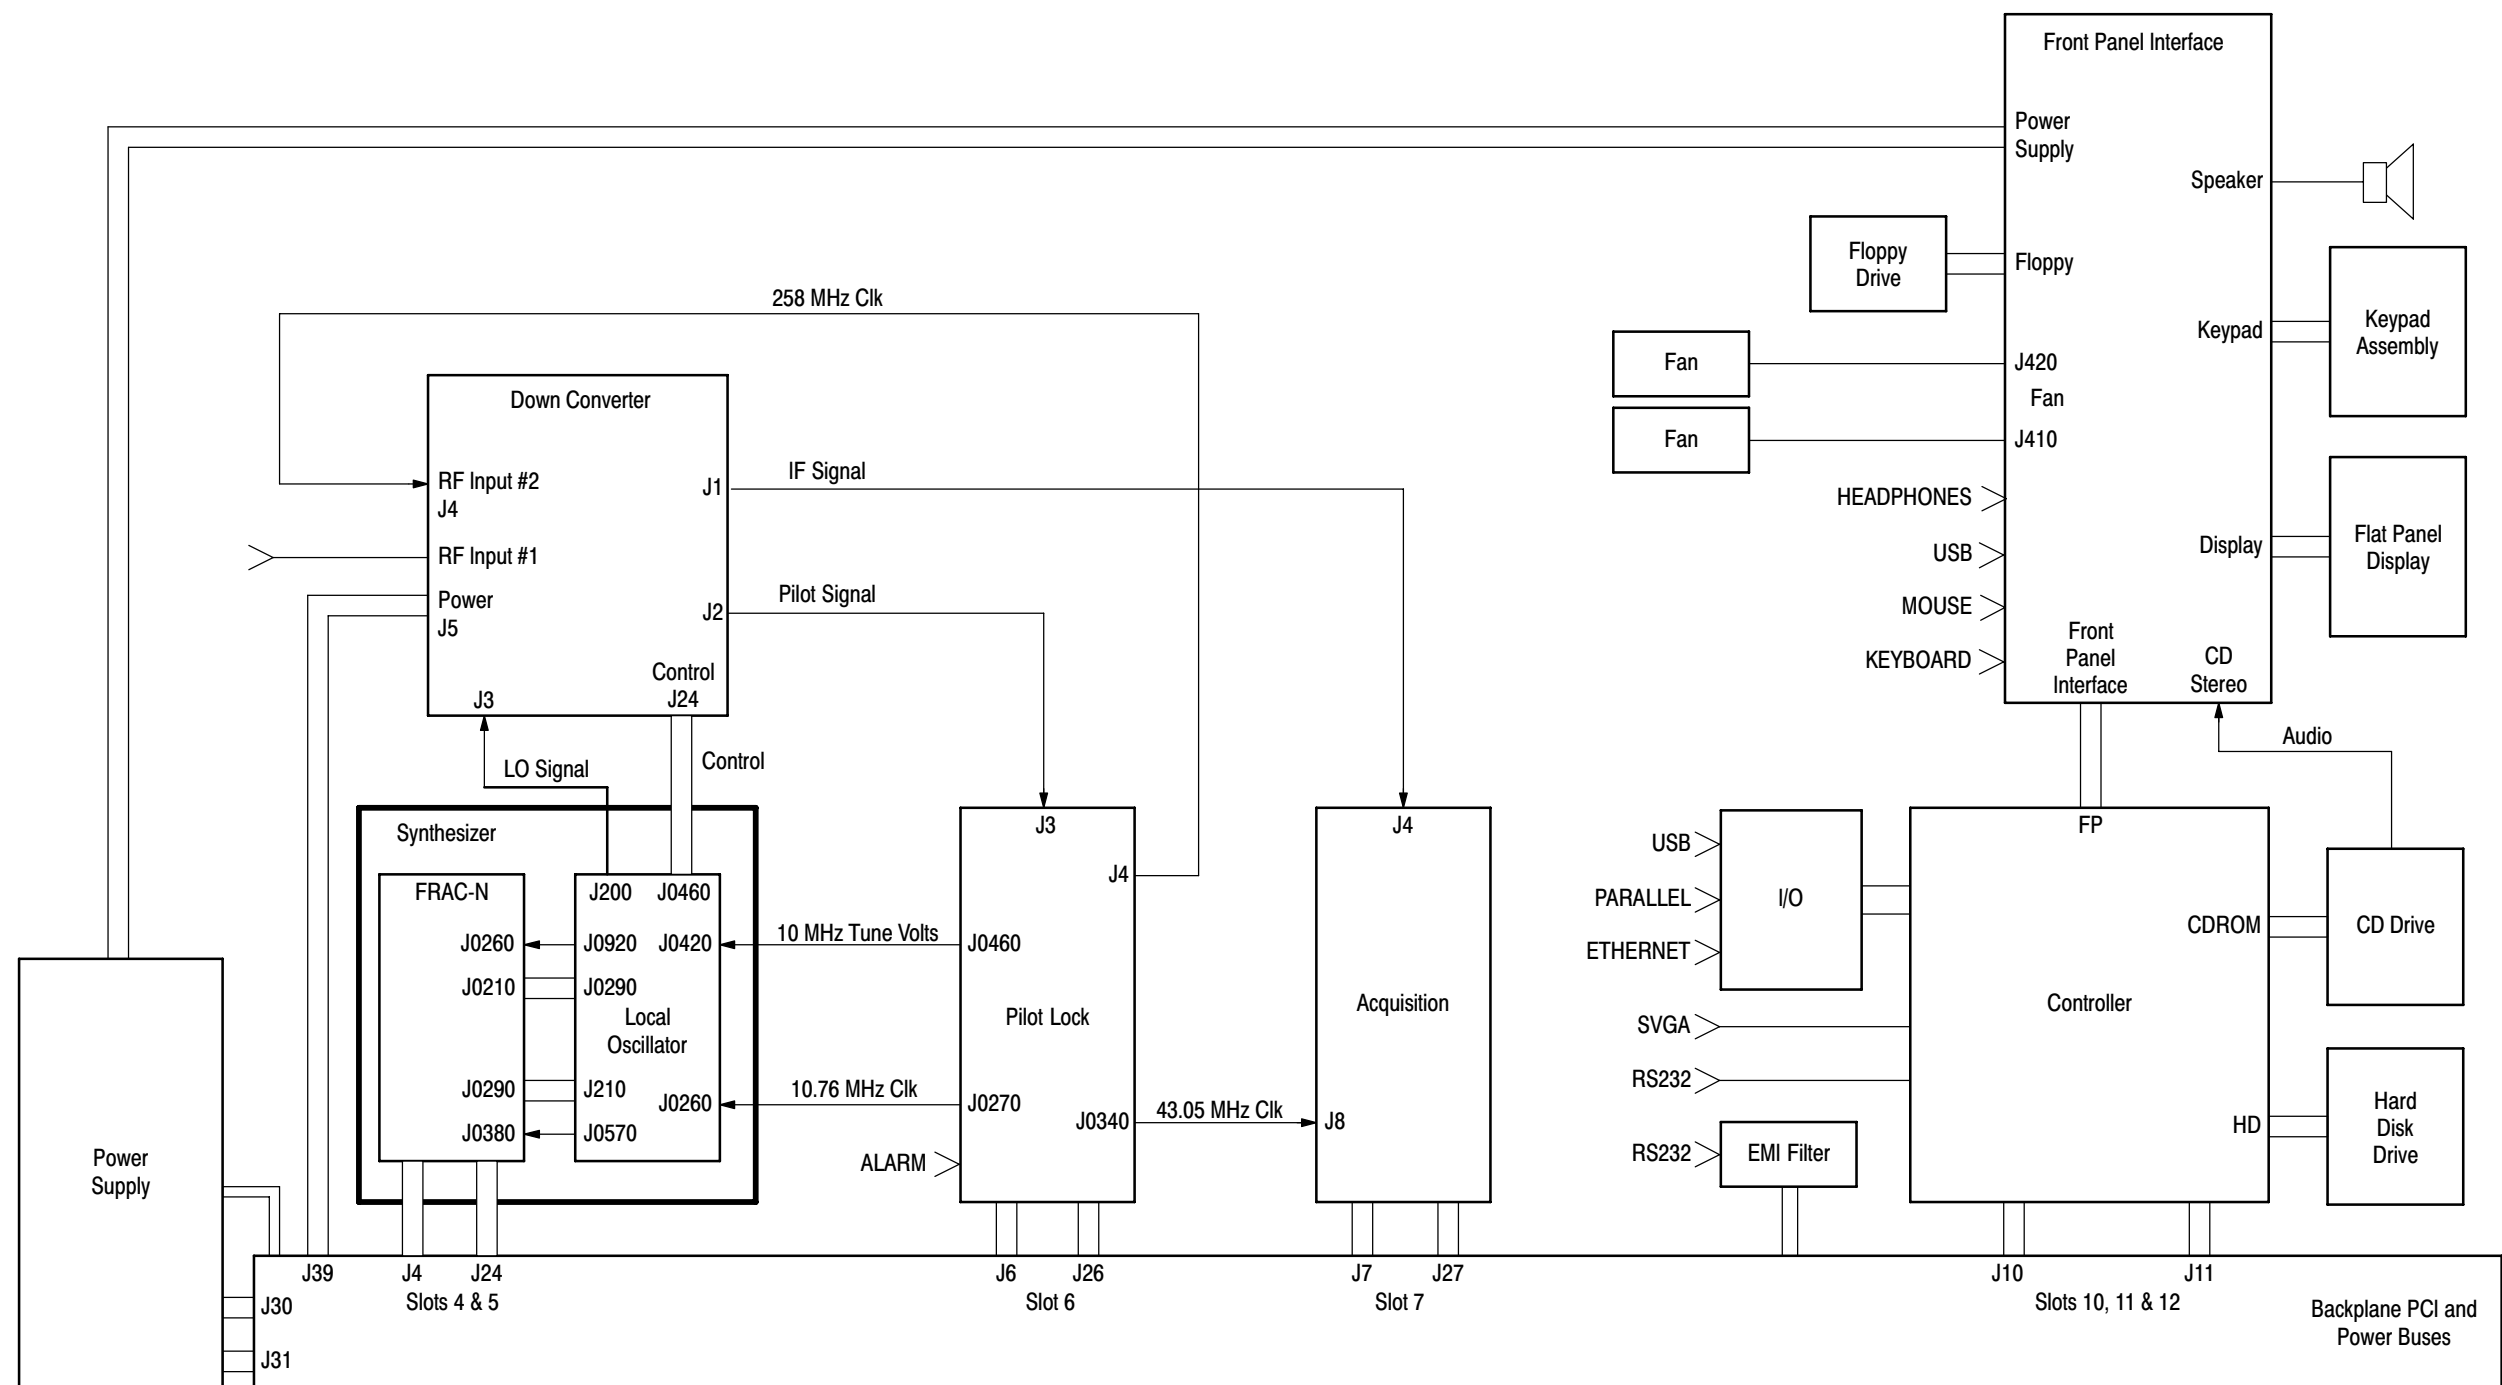 Front Panel Interface
Power
Supply
Speaker
Floppy
Drive
Floppy
Keypad
Keypad
Assembly
258 MHz Clk
Fan
J420
Fan
Fan
J410
Down Converter
RF Input #2
J4
J1
IF Signal
HEADPHONES
RF Input #1
USB
Display
Flat Panel
Display
Power
J5
J2
Pilot Signal
MOUSE
KEYBOARD
Front
Panel
Interface
CD
Stereo
Control
J24
J3
Audio
LO Signal
Control
Synthesizer
J3
J4
FP
USB
J4
FRAC-N
J200
J0460
PARALLEL
I/O
CDROM
CD Drive
J0260
J0920
J0420
10 MHz Tune Volts
J0460
ETHERNET
J0210
J0290
Local
Oscillator
Pilot Lock
Acquisition
Controller
SVGA
J0290
J210
J0260
10.76 MHz Clk
J0270
RS232
J0340
43.05 MHz Clk
J8
HD
Hard
Disk
Drive
J0380
J0570
ALARM
RS232
EMI Filter
Power
Supply
J39
J4
J24
J6
J26
J7
J27
J10
J11
Slots 4 & 5
Slot 6
Slot 7
Slots 10, 11 & 12
J30
Backplane PCI and
Power Buses
J31